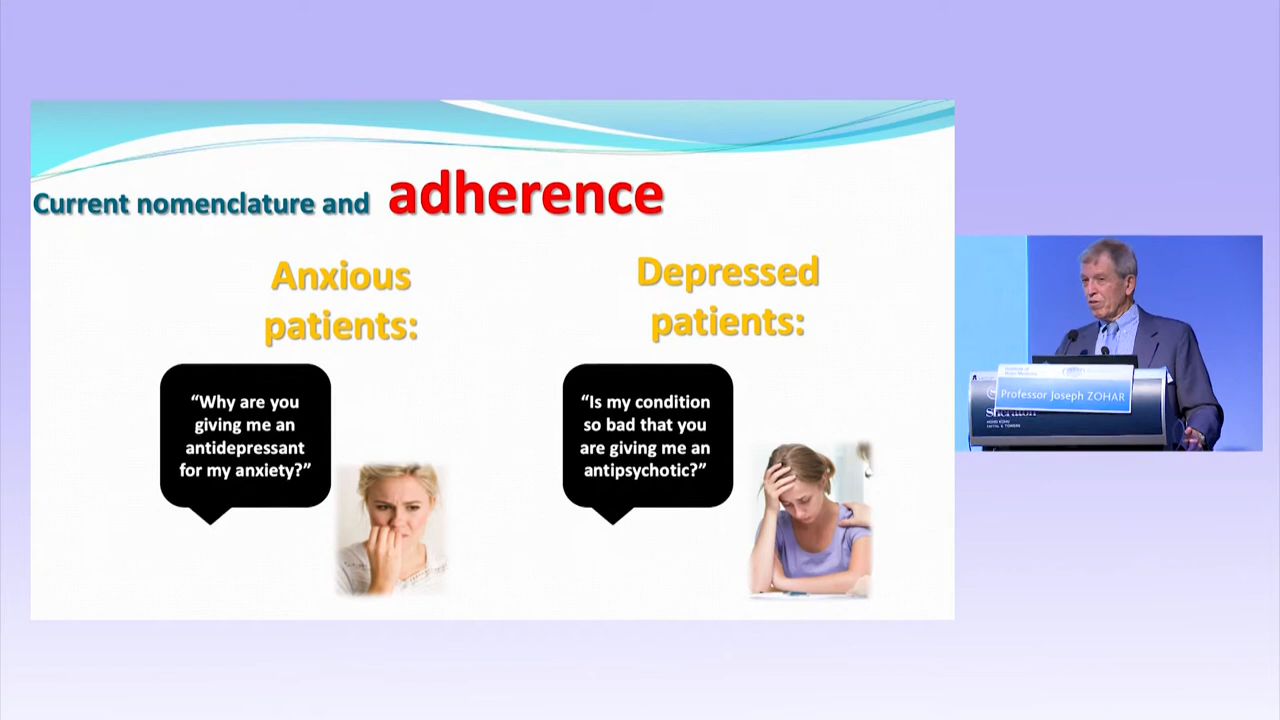 Current nomenclature and adherence
Anxious
patients:
Depressed
patients:
“Why are you
giving me an
antidepressant
for my anxiety?”
“Is my condition
so bad that you
are giving me an
antipsychotic?”
Professor Joseph ZOHAR
Sheraton